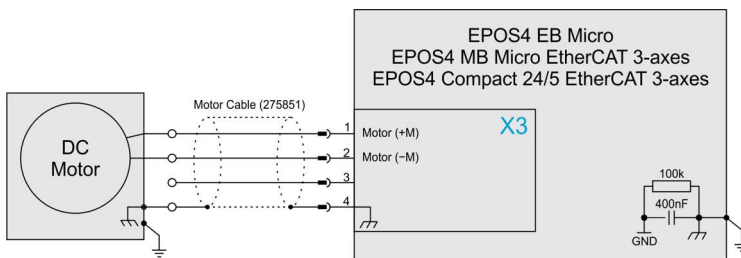 EPOS4 EB Micro
EPOS4 MB Micro EtherCAT 3-axes
EPOS4 Compact 24/5 EtherCAT 3-axes
Motor Cable (275851)
X3
DC
Motor
1
Motor (+M)
2
Motor (−M)
3
4
100k
400nF
GND